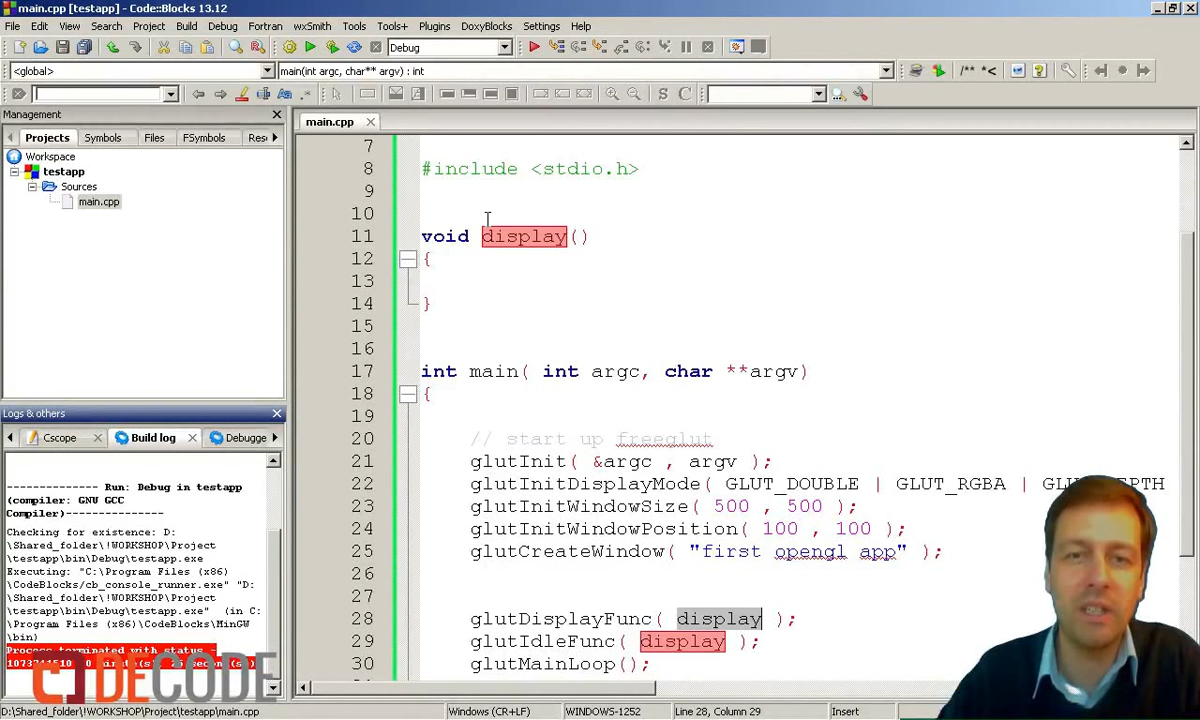 main.cpp [testapp] - Code::Blocks 13.12
File Edit View Search Project Build Debug Fortran wxSmith Tools Tools+ Plugins DoxyBlocks Settings Help
Debug
<global>
main(int argc, char** argv) : int
/** *<
.*
S C
Management
Projects Symbols Files FSymbols
Workspace
testapp
Sources
main.cpp
main.cpp
7
8 #include <stdio.h>
9
10
11 void display()
12 {
13
14 }
15
16
17 int main( int argc, char **argv)
18 {
19
20 // start up freeglut
21 glutInit( &argc , argv );
22 glutInitDisplayMode( GLUT_DOUBLE | GLUT_RGBA |
23 glutInitWindowSize( 500 , 500 );
24 glutInitWindowPosition( 100 , 100 );
25 glutCreateWindow( "first opengl app" );
26
27
28 glutDisplayFunc( display );
29 glutIdleFunc( display );
30 glutMainLoop();
Logs & others
Cscope Build log Debugge
-------------- Run: Debug in testapp
(compiler: GNU GCC
Compiler)---------------
Checking for existence: D:
\Shared_folder\!WORKSHOP\Project
\testapp\bin\Debug\testapp.exe
Executing: "C:\Program Files (x86)
\CodeBlocks/cb_console_runner.exe" "D:
\Shared_folder\!WORKSHOP\Project
\testapp\bin\Debug\testapp.exe" (in C:
\Program Files (x86)\CodeBlocks\MinGW
\bin)
Process terminated with status -
DECODE
D:\Shared_folder\!WORKSHOP\Project\testapp\main.cpp
Windows (CR+LF)
WINDOWS-1252
Line 28, Column 29
Insert